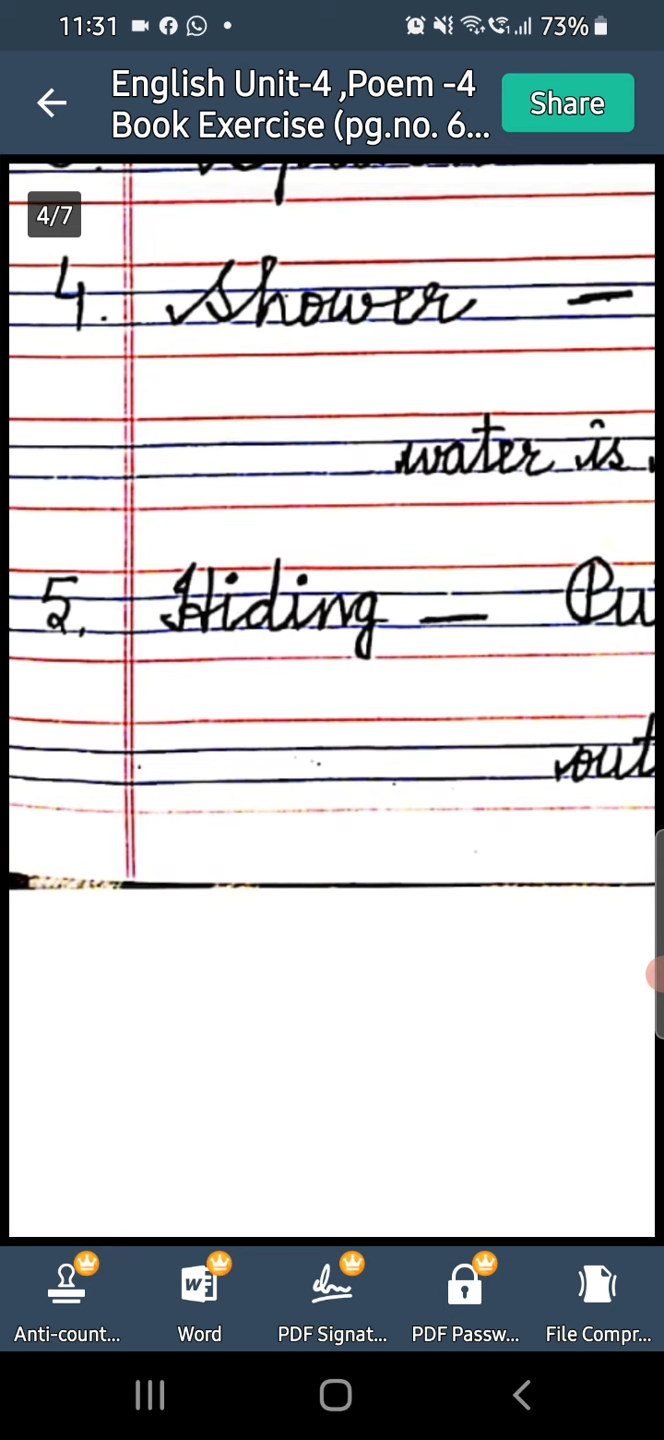 11:31 73%
English Unit-4 ,Poem -4
Book Exercise (pg.no. 6...
Share
4/7
4. Shower -
water is
5. Hiding - Pu
out
Anti-count... Word PDF Signat... PDF Passw... File Compr...